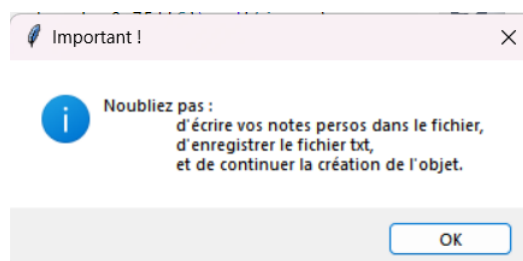 Important !
Noubliez pas :
d'écrire vos notes persos dans le fichier,
d'enregistrer le fichier txt,
et de continuer la création de l'objet.
OK